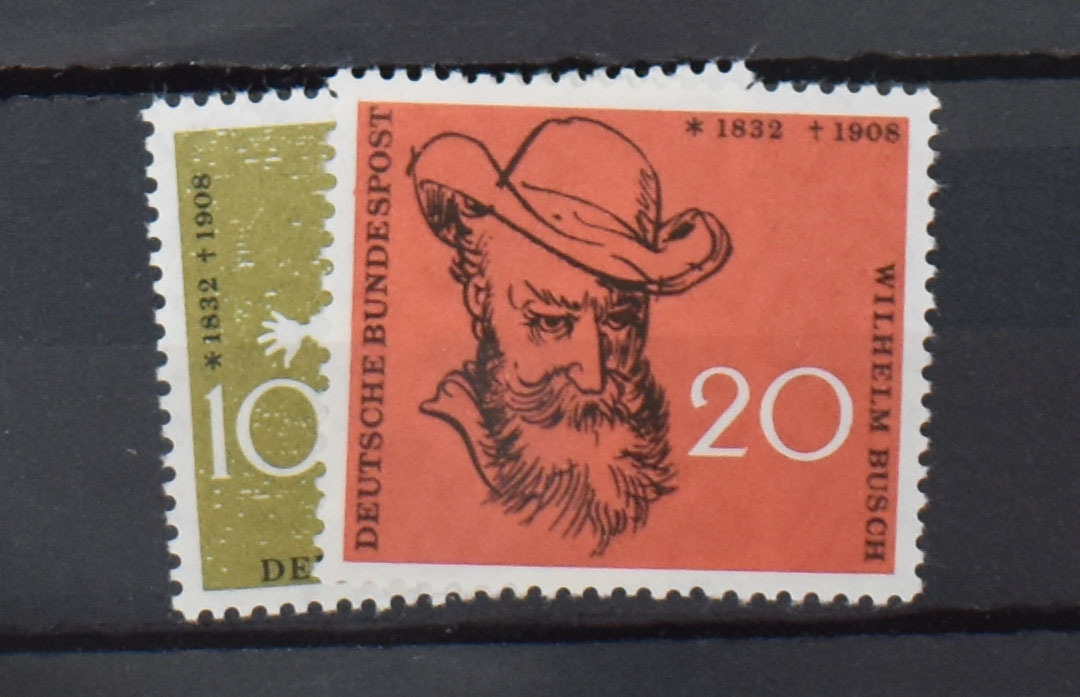 * 1832 † 1908
10
DE
DEUTSCHE BUNDESPOST
* 1832 † 1908
20
WILHELM BUSCH